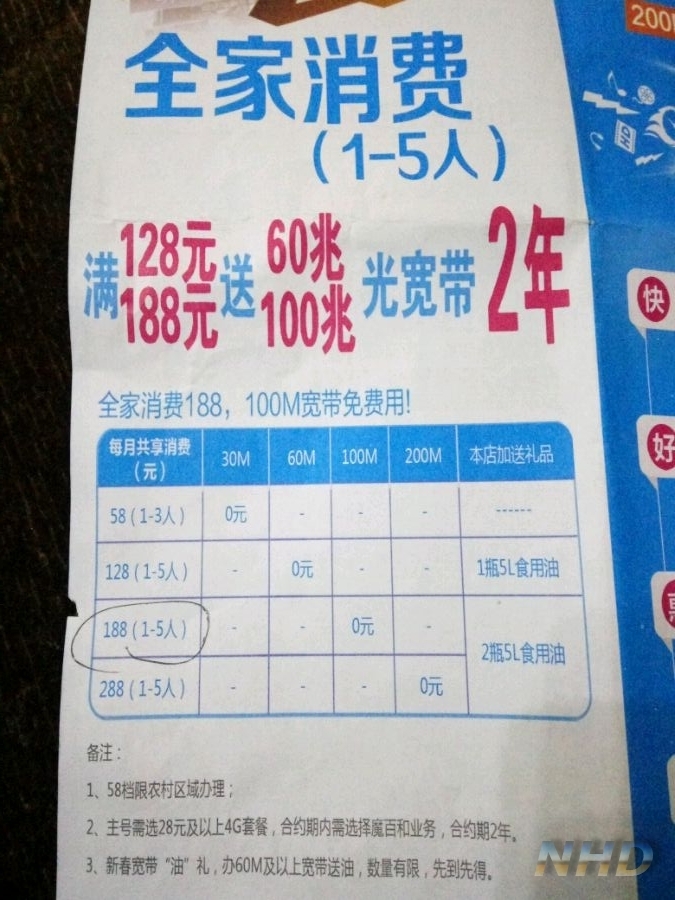 200
全家消费
（1-5人）
满128元送60兆光宽带2年
188元 100兆
快
全家消费188，100M宽带免费用!
好
每月共享消费（元） 30M 60M 100M 200M 本店加送礼品
58（1-3人） 0元 - - - ------
128（1-5人） - 0元 - - 1瓶5L食用油
188（1-5人） - - 0元 - 2瓶5L食用油
288（1-5人） - - - 0元
备注：
1、58档限农村区域办理；
2、主号需选28元及以上4G套餐，合约期内需选择魔百和业务，合约期2年。
3、新春宽带“油”礼，办60M及以上宽带送油，数量有限，先到先得。
NHD